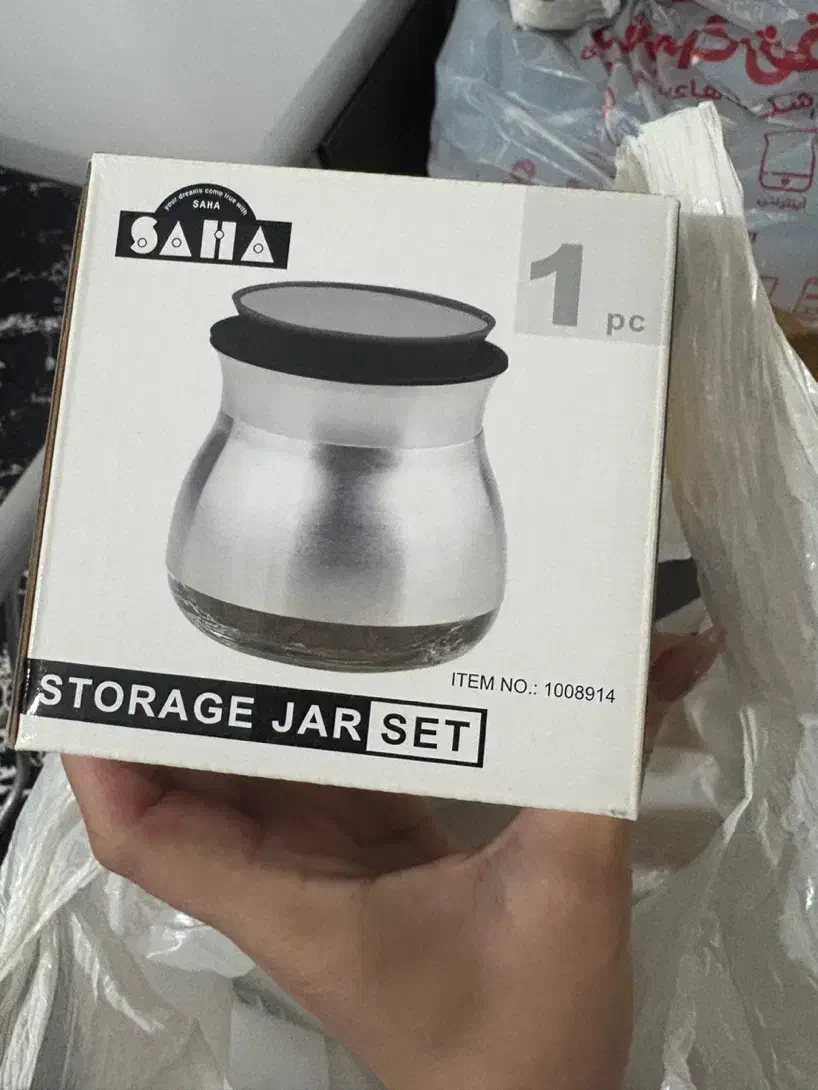 your dreams come true with
SAHA
SAHA
1 pc
ITEM NO.: 1008914
STORAGE JAR SET